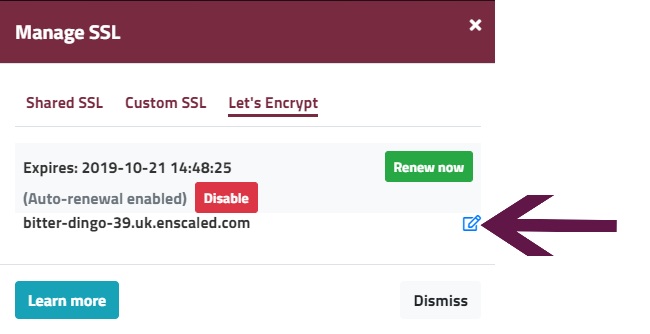 Manage SSL
Shared SSL Custom SSL Let's Encrypt
Expires: 2019-10-21 14:48:25 Renew now
(Auto-renewal enabled) Disable
bitter-dingo-39.uk.enscaled.com
Learn more Dismiss